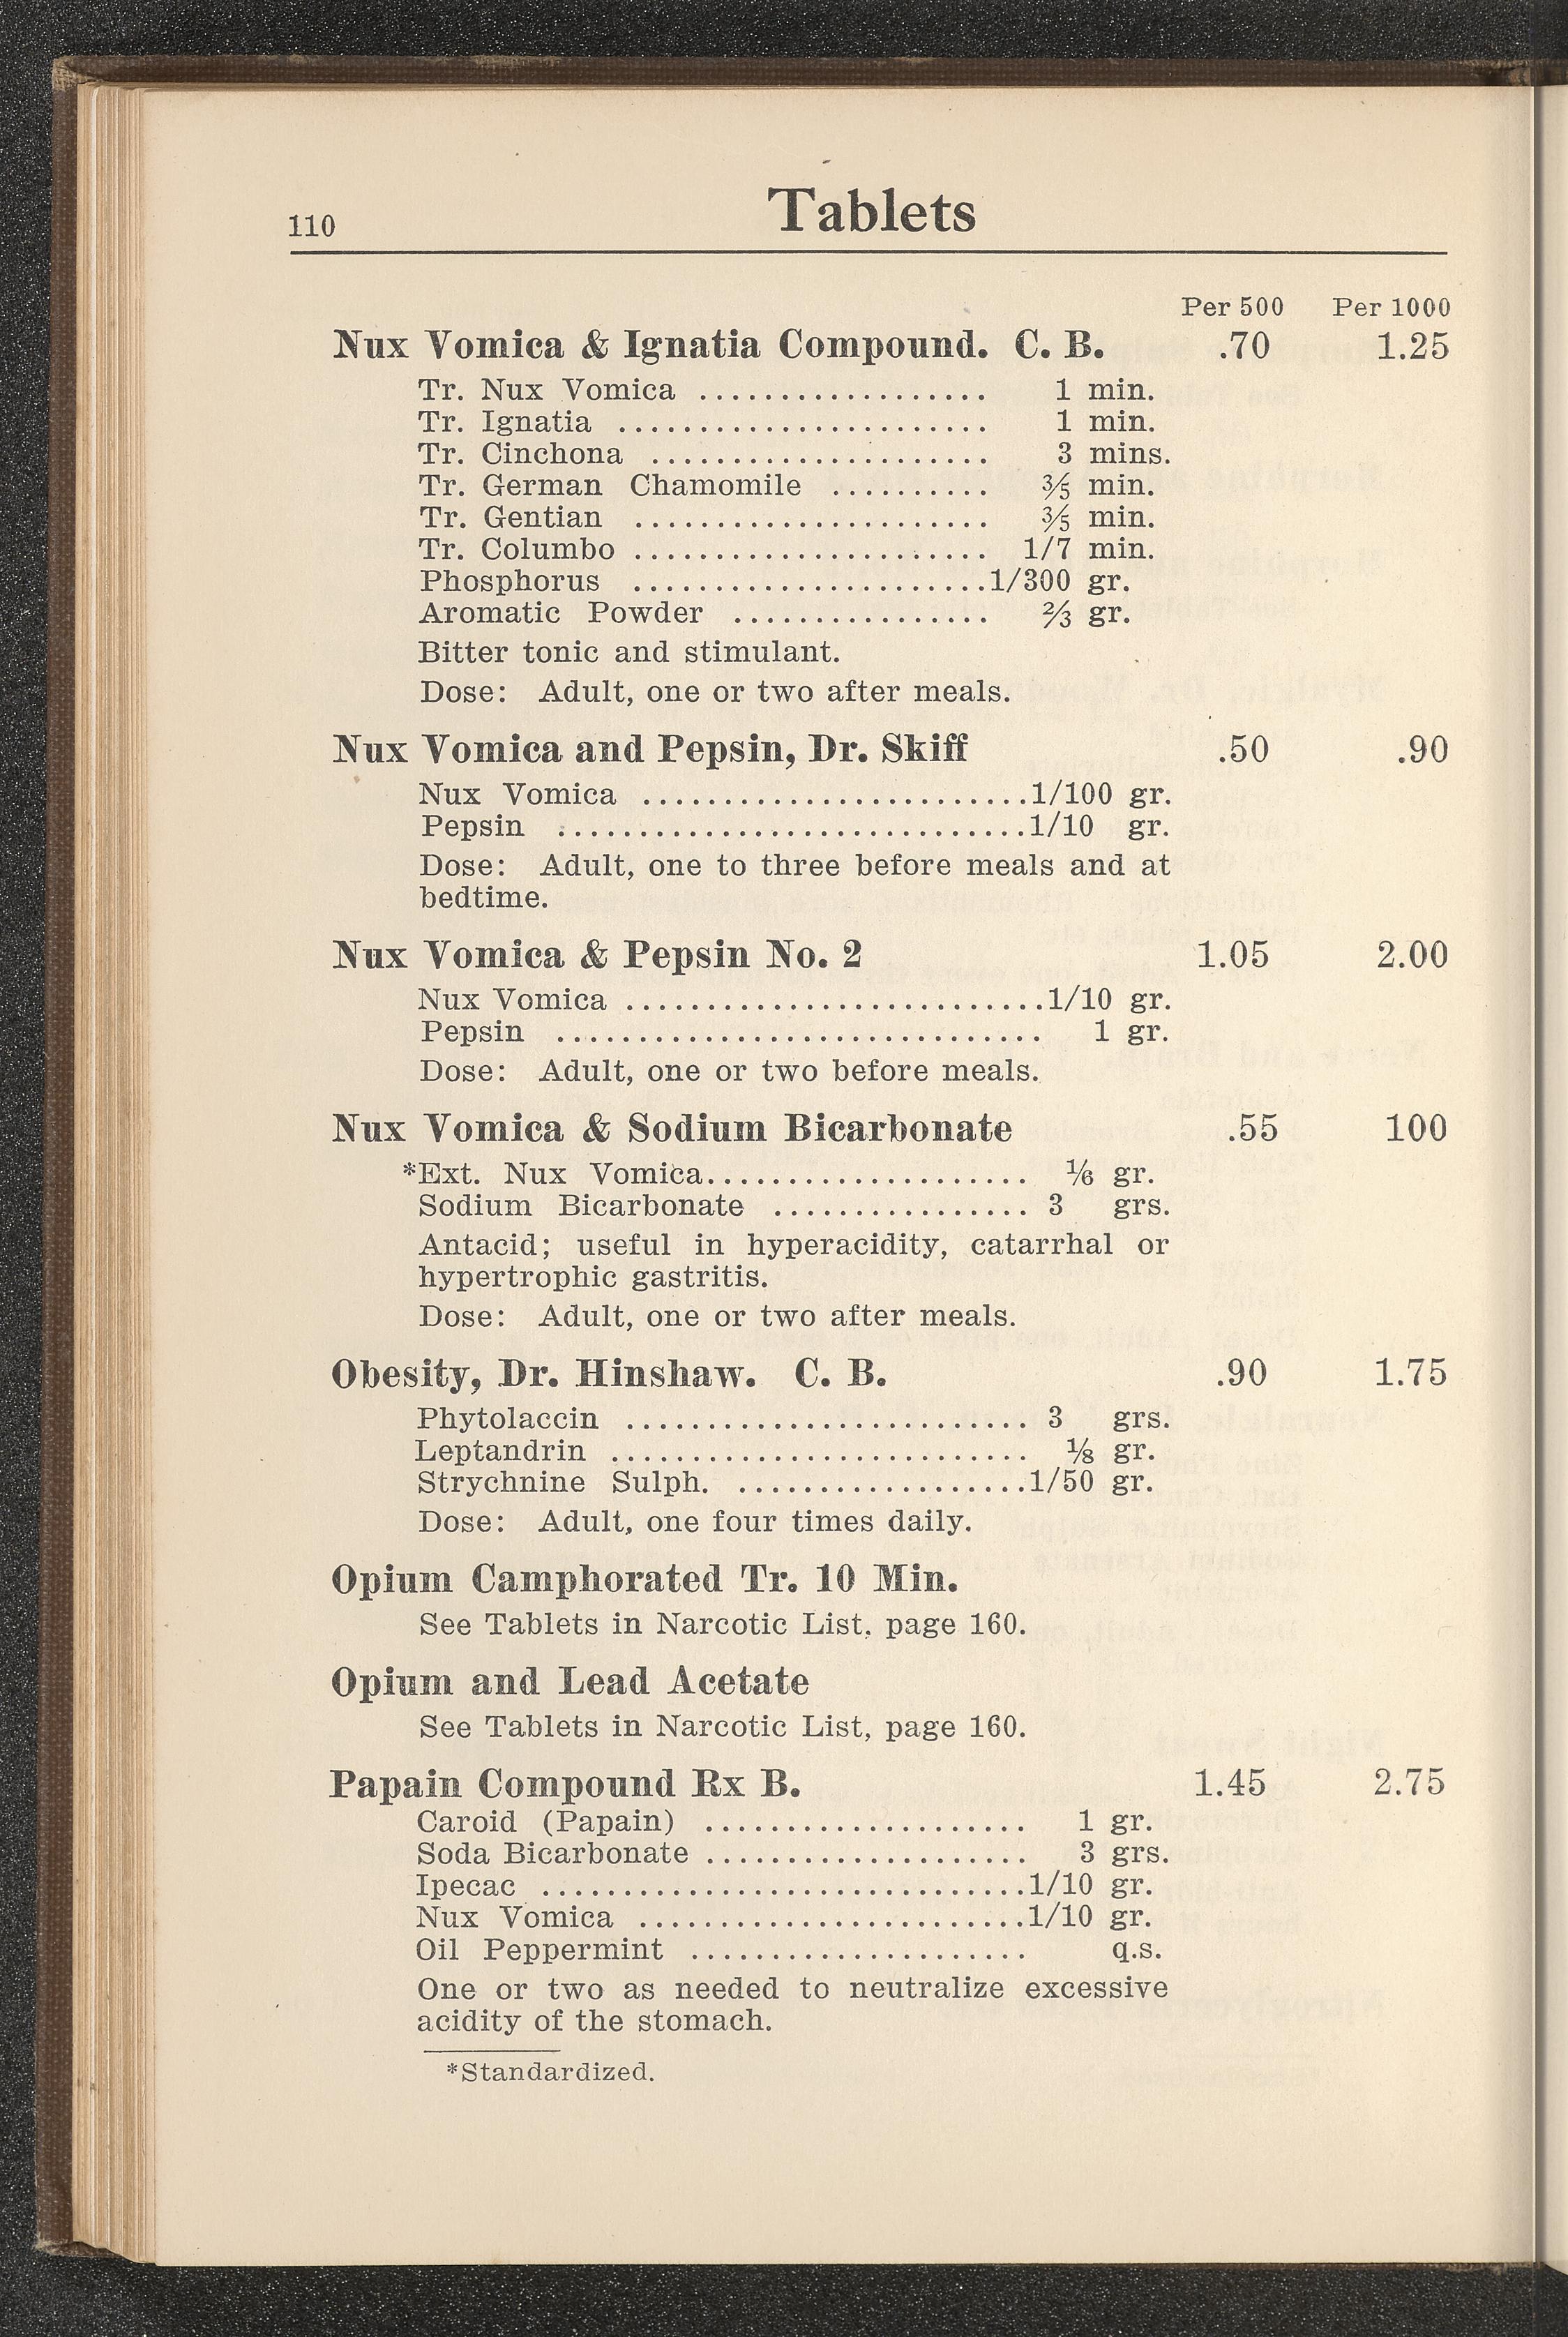 110
Tablets
Per 500 Per 1000
Nux Vomica & Ignatia Compound. C. B. .70 1.25
Tr. Nux Vomica .................. 1 min.
Tr. Ignatia ....................... 1 min.
Tr. Cinchona ..................... 3 mins.
Tr. German Chamomile .......... ⅗ min.
Tr. Gentian ...................... ⅗ min.
Tr. Columbo ...................... 1/7 min.
Phosphorus ......................1/300 gr.
Aromatic Powder ................ ⅔ gr.
Bitter tonic and stimulant.
Dose: Adult, one or two after meals.
Nux Vomica and Pepsin, Dr. Skiff .50 .90
Nux Vomica ........................1/100 gr.
Pepsin .............................1/10 gr.
Dose: Adult, one to three before meals and at
bedtime.
Nux Vomica & Pepsin No. 2 1.05 2.00
Nux Vomica ..........................1/10 gr.
Pepsin .............................. 1 gr.
Dose: Adult, one or two before meals.
Nux Vomica & Sodium Bicarbonate .55 100
*Ext. Nux Vomica.................... ⅙ gr.
Sodium Bicarbonate ................ 3 grs.
Antacid; useful in hyperacidity, catarrhal or
hypertrophic gastritis.
Dose: Adult, one or two after meals.
Obesity, Dr. Hinshaw. C. B. .90 1.75
Phytolaccin ......................... 3 grs.
Leptandrin .......................... ⅛ gr.
Strychnine Sulph. ..................1/50 gr.
Dose: Adult, one four times daily.
Opium Camphorated Tr. 10 Min.
See Tablets in Narcotic List, page 160.
Opium and Lead Acetate
See Tablets in Narcotic List, page 160.
Papain Compound Rx B. 1.45 2.75
Caroid (Papain) .................... 1 gr.
Soda Bicarbonate .................... 3 grs.
Ipecac ..............................1/10 gr.
Nux Vomica ........................1/10 gr.
Oil Peppermint ..................... q.s.
One or two as needed to neutralize excessive
acidity of the stomach.
*Standardized.